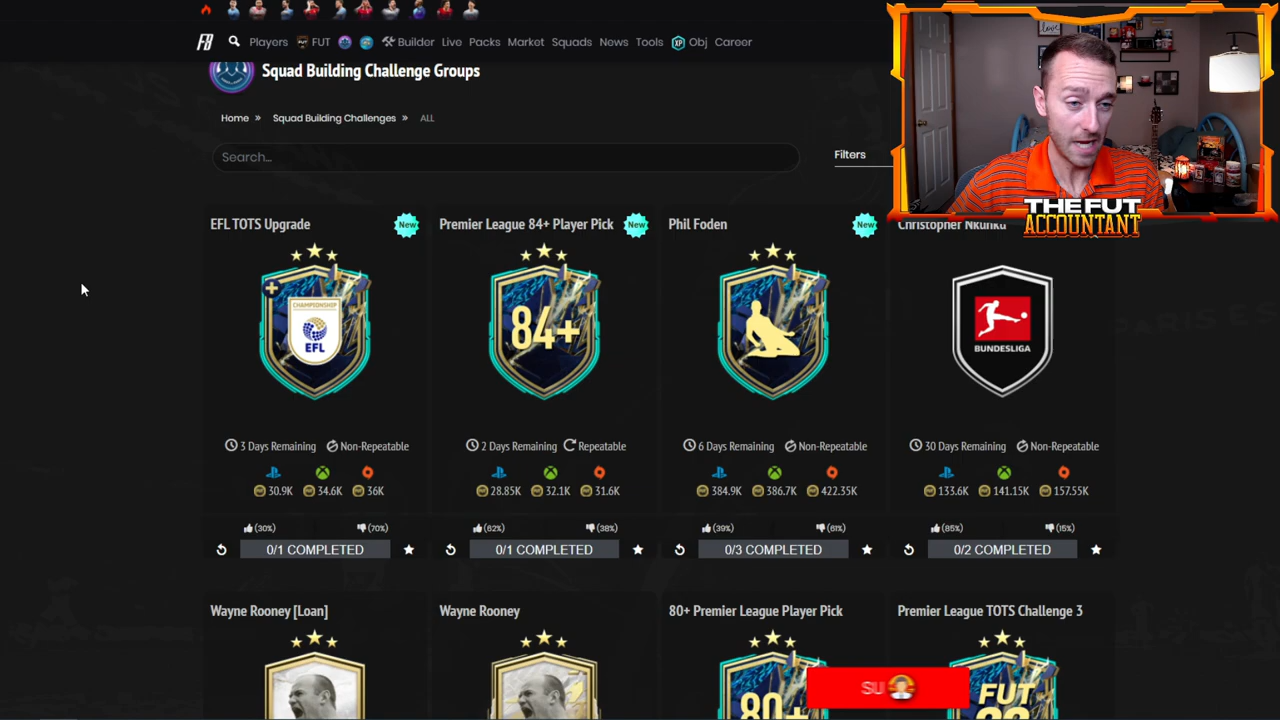 Players FUT Builder Live Packs Market Squads News Tools XP Obj Career
Squad Building Challenge Groups
Home » Squad Building Challenges » ALL
Search...
Filters
THE FUT
ACCOUNTANT
EFL TOTS Upgrade New
Premier League 84+ Player Pick New
Phil Foden New
Christopher Nkunku
CHAMPIONSHIP
EFL
84+
BUNDESLIGA
3 Days Remaining Non-Repeatable
2 Days Remaining Repeatable
6 Days Remaining Non-Repeatable
30 Days Remaining Non-Repeatable
30.9K 34.6K 36K
28.85K 32.1K 31.6K
384.9K 386.7K 422.35K
133.6K 141.15K 157.55K
(30%) (70%)
(62%) (38%)
(39%) (61%)
(85%) (15%)
0/1 COMPLETED
0/1 COMPLETED
0/3 COMPLETED
0/2 COMPLETED
Wayne Rooney [Loan]
Wayne Rooney
80+ Premier League Player Pick
Premier League TOTS Challenge 3
80+
FUT
SU